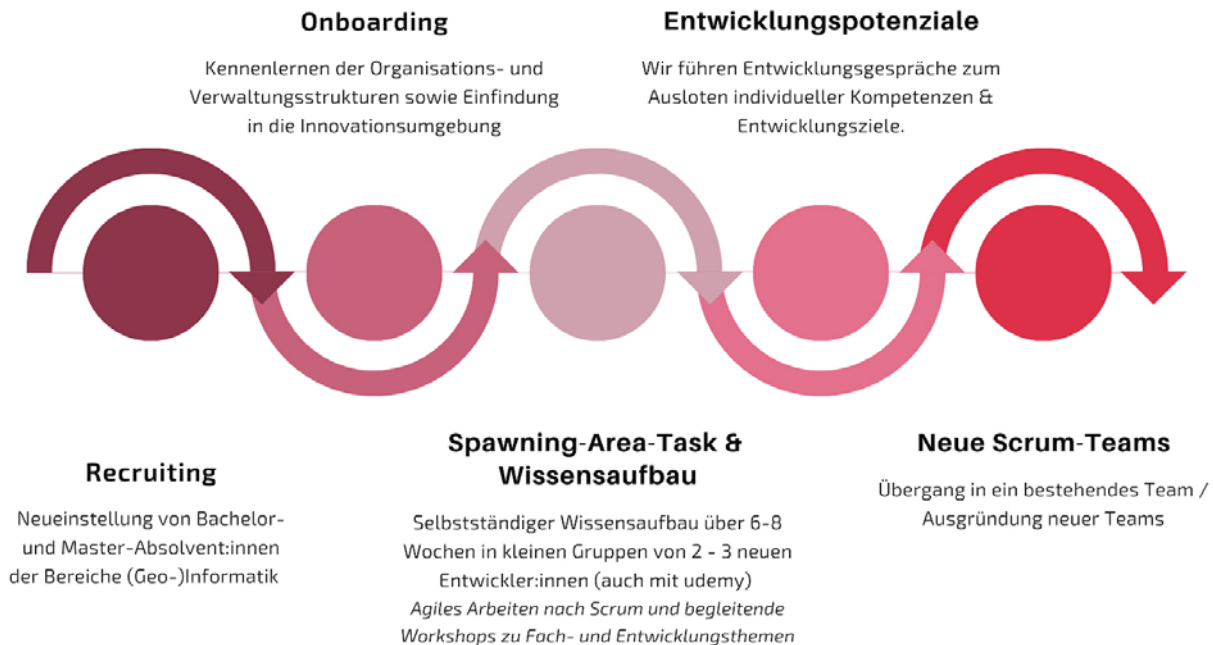 Onboarding
Kennenlernen der Organisations- und
Verwaltungsstrukturen sowie Einfindung
in die Innovationsumgebung
Entwicklungspotenziale
Wir führen Entwicklungsgespräche zum
Ausloten individueller Kompetenzen &
Entwicklungsziele.
Recruiting
Neueinstellung von Bachelor-
und Master-Absolvent:innen
der Bereiche (Geo-)Informatik
Spawning-Area-Task &
Wissensaufbau
Selbstständiger Wissensaufbau über 6-8
Wochen in kleinen Gruppen von 2 - 3 neuen
Entwickler:innen (auch mit udemy)
Agiles Arbeiten nach Scrum und begleitende
Workshops zu Fach- und Entwicklungsthemen
Neue Scrum-Teams
Übergang in ein bestehendes Team /
Ausgründung neuer Teams